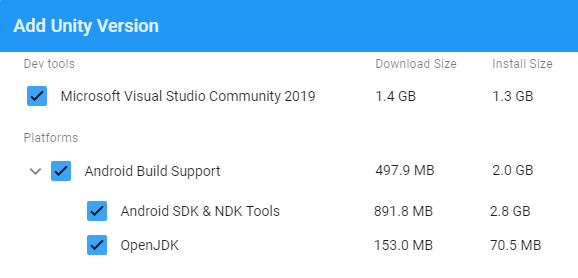 Add Unity Version
Dev tools Download Size Install Size
Microsoft Visual Studio Community 2019 1.4 GB 1.3 GB
Platforms
Android Build Support 497.9 MB 2.0 GB
Android SDK & NDK Tools 891.8 MB 2.8 GB
OpenJDK 153.0 MB 70.5 MB